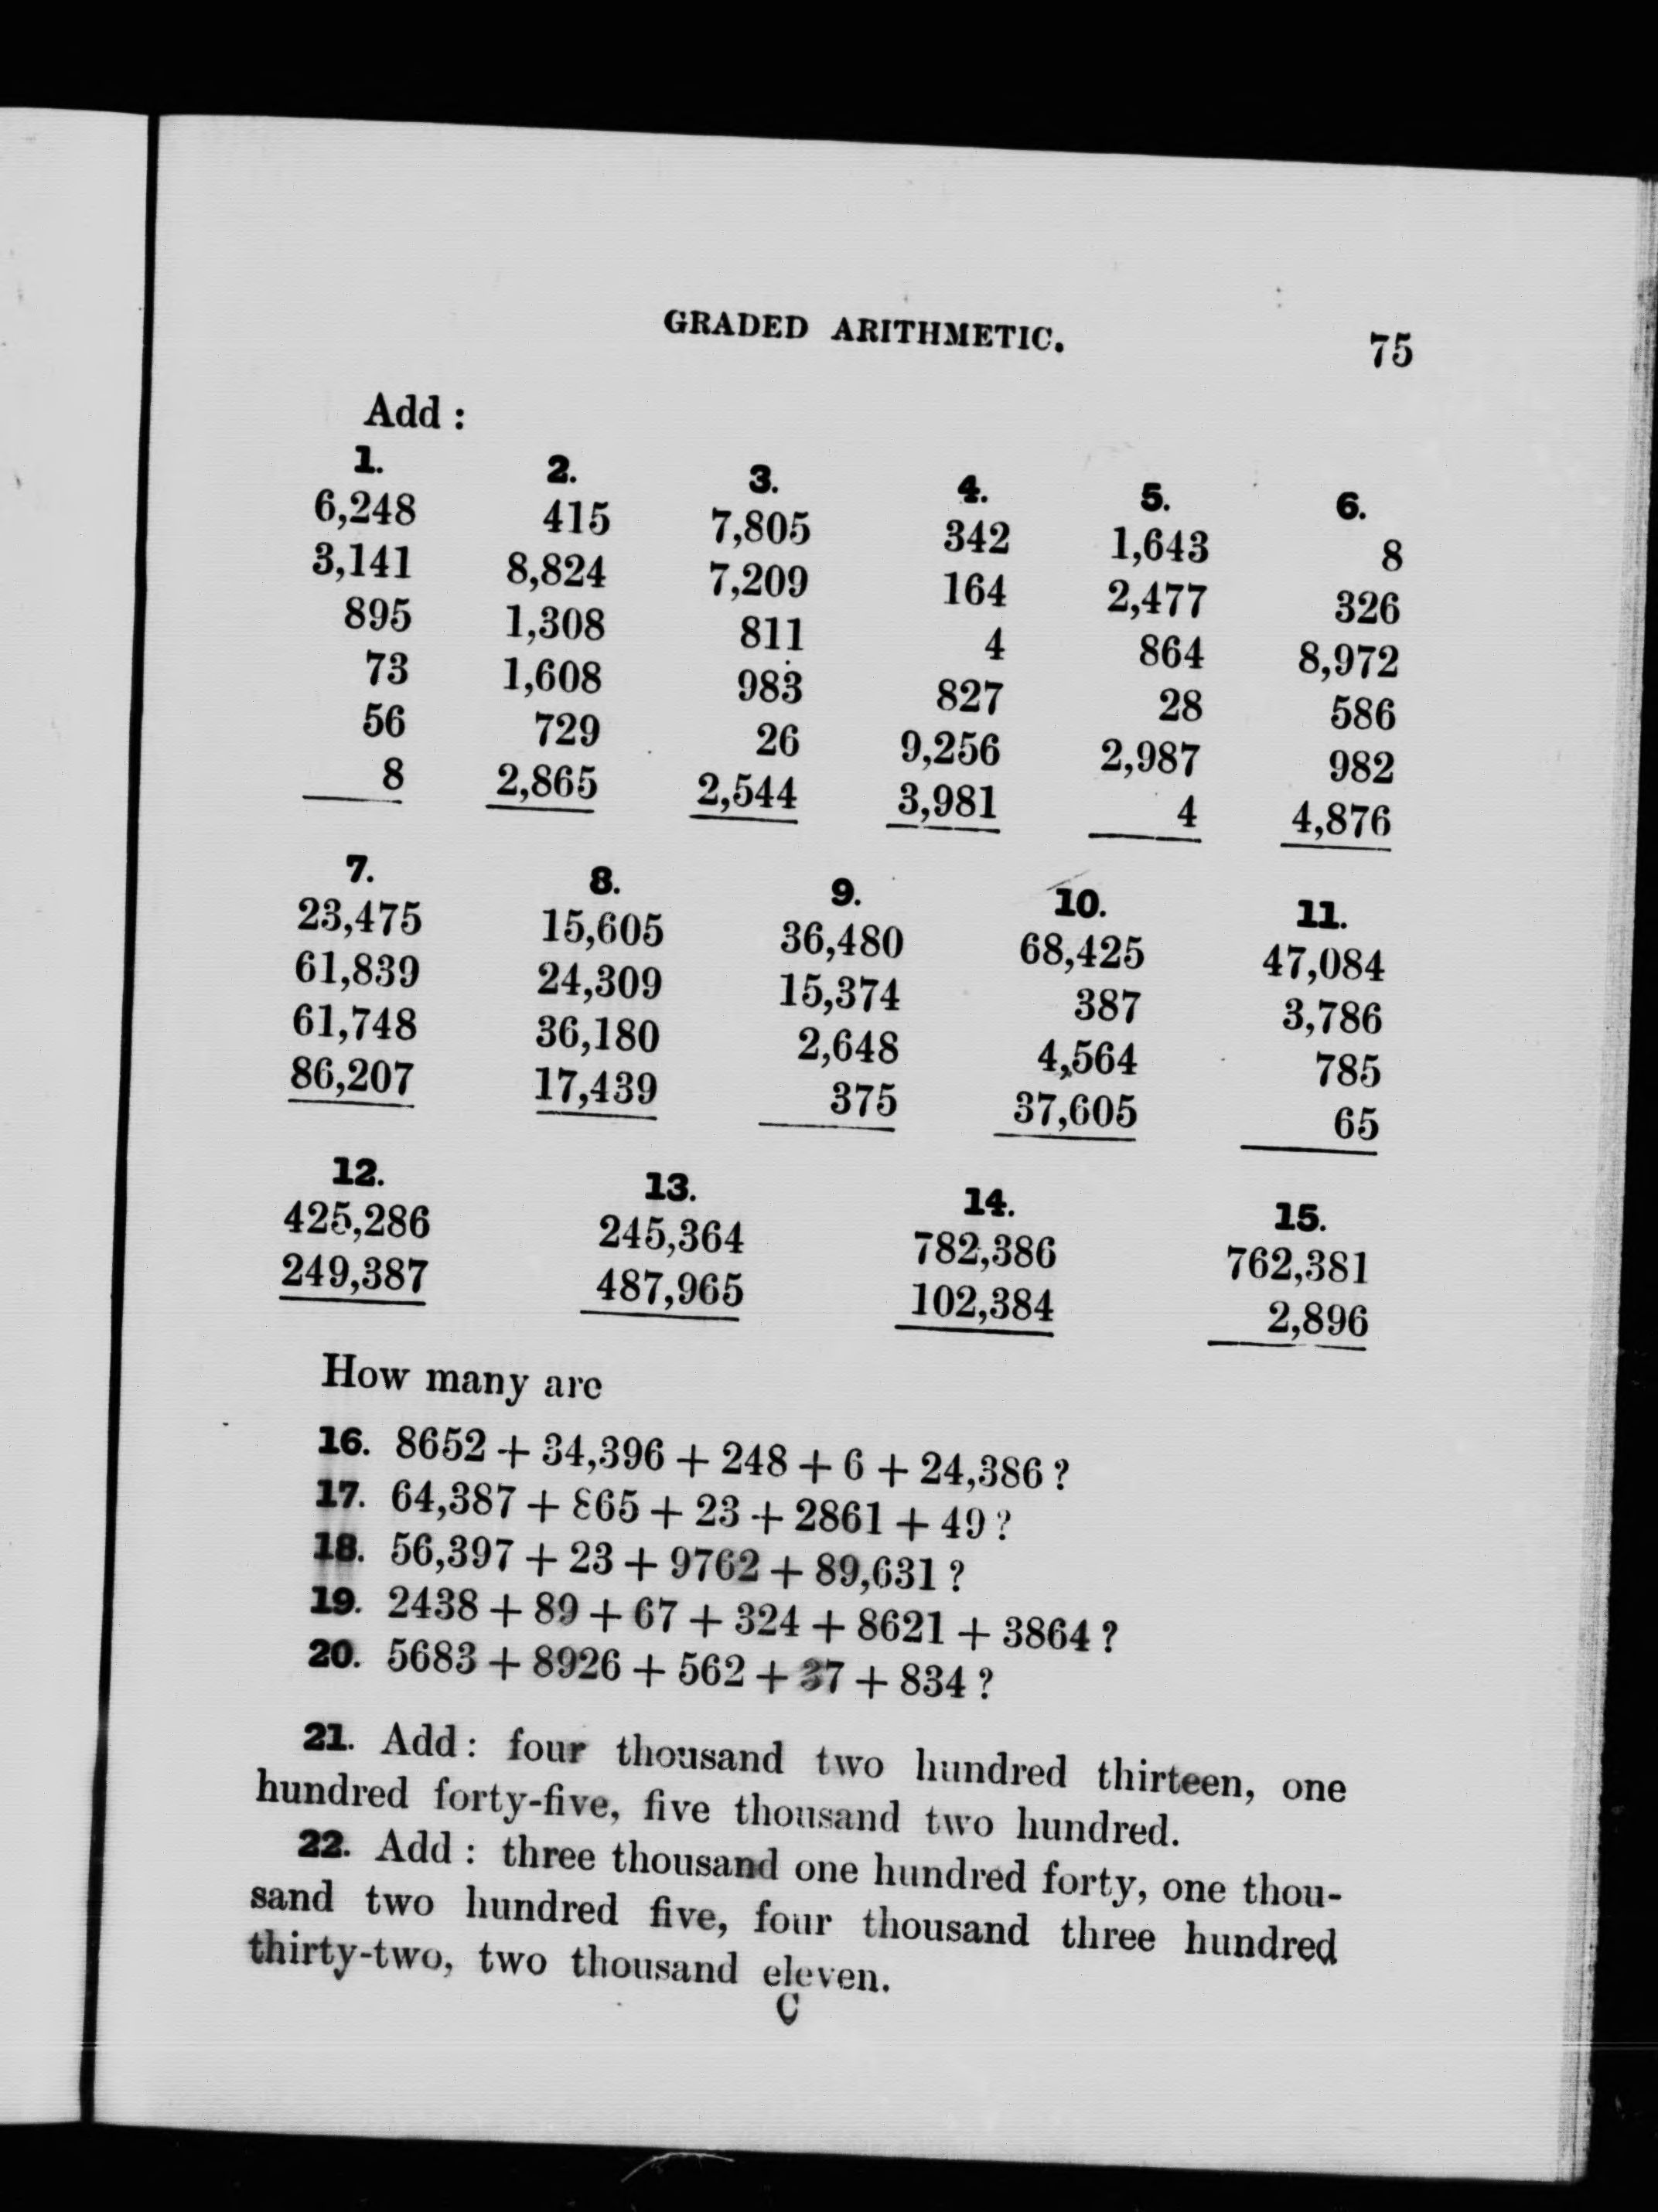 GRADED ARITHMETIC. 75
Add :
1. 2. 3. 4. 5. 6.
6,248 415 7,805 342 1,643 8
3,141 8,824 7,209 164 2,477 326
895 1,308 811 4 864 8,972
73 1,608 983 827 28 586
56 729 26 9,256 2,987 982
8 2,865 2,544 3,981 4 4,876
7. 8. 9. 10. 11.
23,475 15,605 36,480 68,425 47,084
61,839 24,309 15,374 387 3,786
61,748 36,180 2,648 4,564 785
86,207 17,439 375 37,605 65
12. 13. 14. 15.
425,286 245,364 782,386 762,381
249,387 487,965 102,384 2,896
How many are
16. 8652 + 34,396 + 248 + 6 + 24,386 ?
17. 64,387 + 865 + 23 + 2861 + 49 ?
18. 56,397 + 23 + 9762 + 89,631 ?
19. 2438 + 89 + 67 + 324 + 8621 + 3864 ?
20. 5683 + 8926 + 562 + 37 + 834 ?
21. Add : four thousand two hundred thirteen, one
hundred forty-five, five thousand two hundred.
22. Add : three thousand one hundred forty, one thou-
sand two hundred five, four thousand three hundred
thirty-two, two thousand eleven.
C